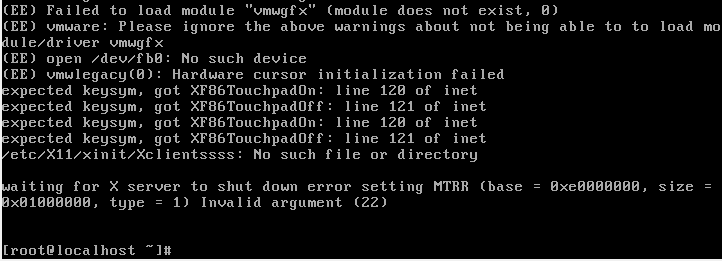 (EE) Failed to load module "vmwgfx" (module does not exist, 0)
(EE) vmware: Please ignore the above warnings about not being able to to load mo
dule/driver vmwgfx
(EE) open /dev/fb0: No such device
(EE) vmwlegacy(0): Hardware cursor initialization failed
expected keysym, got XF86TouchpadOn: line 120 of inet
expected keysym, got XF86TouchpadOff: line 121 of inet
expected keysym, got XF86TouchpadOn: line 120 of inet
expected keysym, got XF86TouchpadOff: line 121 of inet
/etc/X11/xinit/Xclientssss: No such file or directory
waiting for X server to shut down error setting MTRR (base = 0xe0000000, size =
0x01000000, type = 1) Invalid argument (22)
[root@localhost ~]#